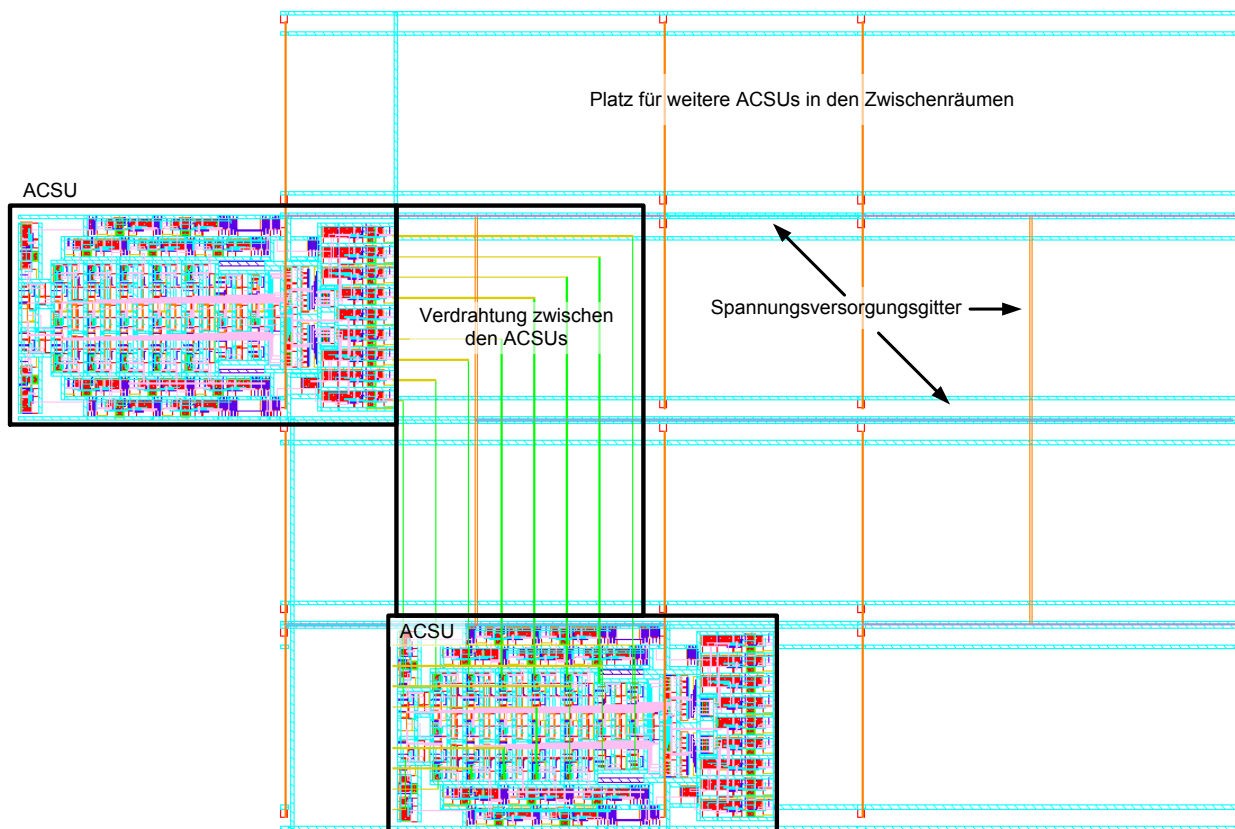 Platz für weitere ACSUs in den Zwischenräumen
ACSU
Verdrahtung zwischen
den ACSUs
Spannungsversorgungsgitter
ACSU